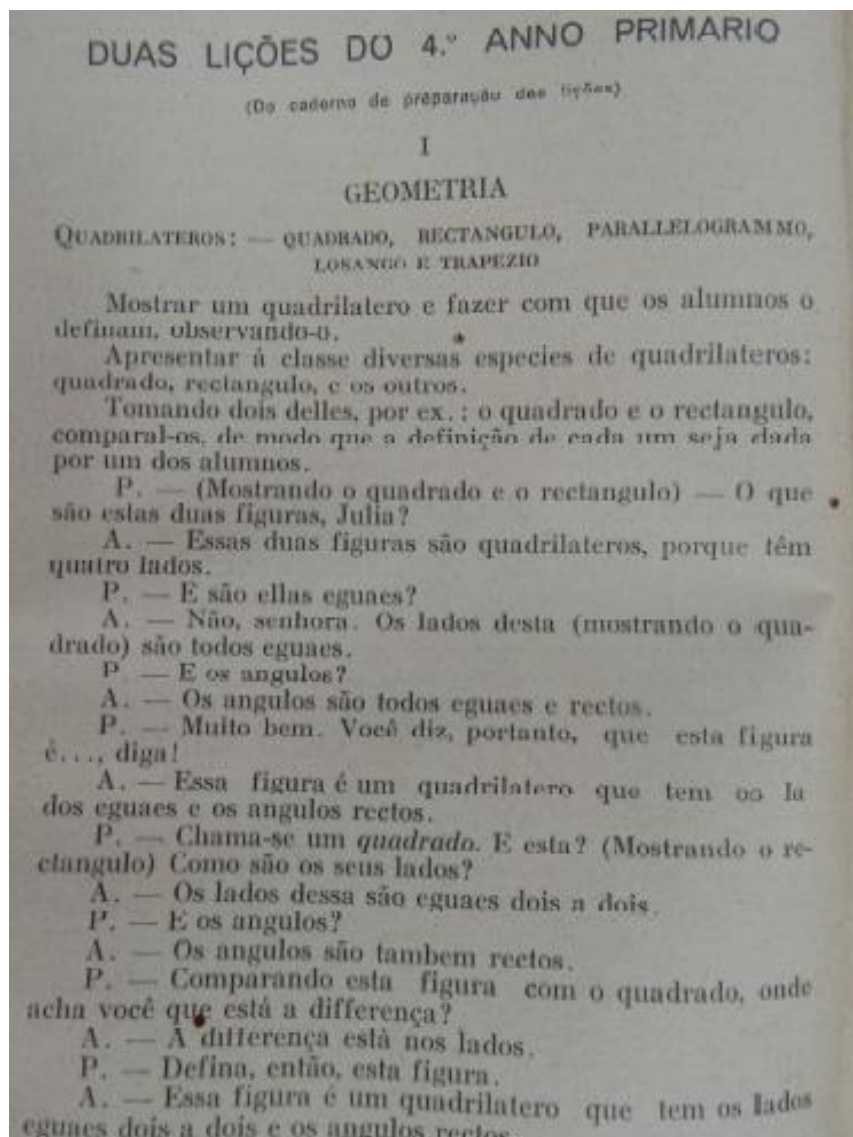 DUAS LIÇÕES DO 4.º ANNO PRIMARIO
(Do caderno de preparação das lições)
I
GEOMETRIA
QUADRILATEROS: — QUADRADO, RECTANGULO, PARALLELOGRAMMO,
LOSANGO E TRAPEZIO
Mostrar um quadrilatero e fazer com que os alumnos o
definam, observando-o.
Apresentar á classe diversas especies de quadrilateros:
quadrado, rectangulo, e os outros.
Tomando dois delles, por ex.: o quadrado e o rectangulo,
comparal-os, de modo que a definição de cada um seja dada
por um dos alumnos.
P. — (Mostrando o quadrado e o rectangulo) — O que
são estas duas figuras, Julia?
A. — Essas duas figuras são quadrilateros, porque têm
quatro lados.
P. — E são ellas eguaes?
A. — Não, senhora. Os lados desta (mostrando o qua-
drado) são todos eguaes.
P — E os angulos?
A. — Os angulos são todos eguaes e rectos.
P. — Muito bem. Você diz, portanto, que esta figura
é..., diga!
A. — Essa figura é um quadrilatero que tem os la
dos eguaes e os angulos rectos.
P. — Chama-se um quadrado. E esta? (Mostrando o re-
ctangulo) Como são os seus lados?
A. — Os lados dessa são eguaes dois a dois.
P. — E os angulos?
A. — Os angulos são tambem rectos.
P. — Comparando esta figura com o quadrado, onde
acha você que está a differença?
A. — A differença está nos lados.
P. — Defina, então, esta figura.
A. — Essa figura é um quadrilatero que tem os lados
eguaes dois a dois e os angulos rectos.